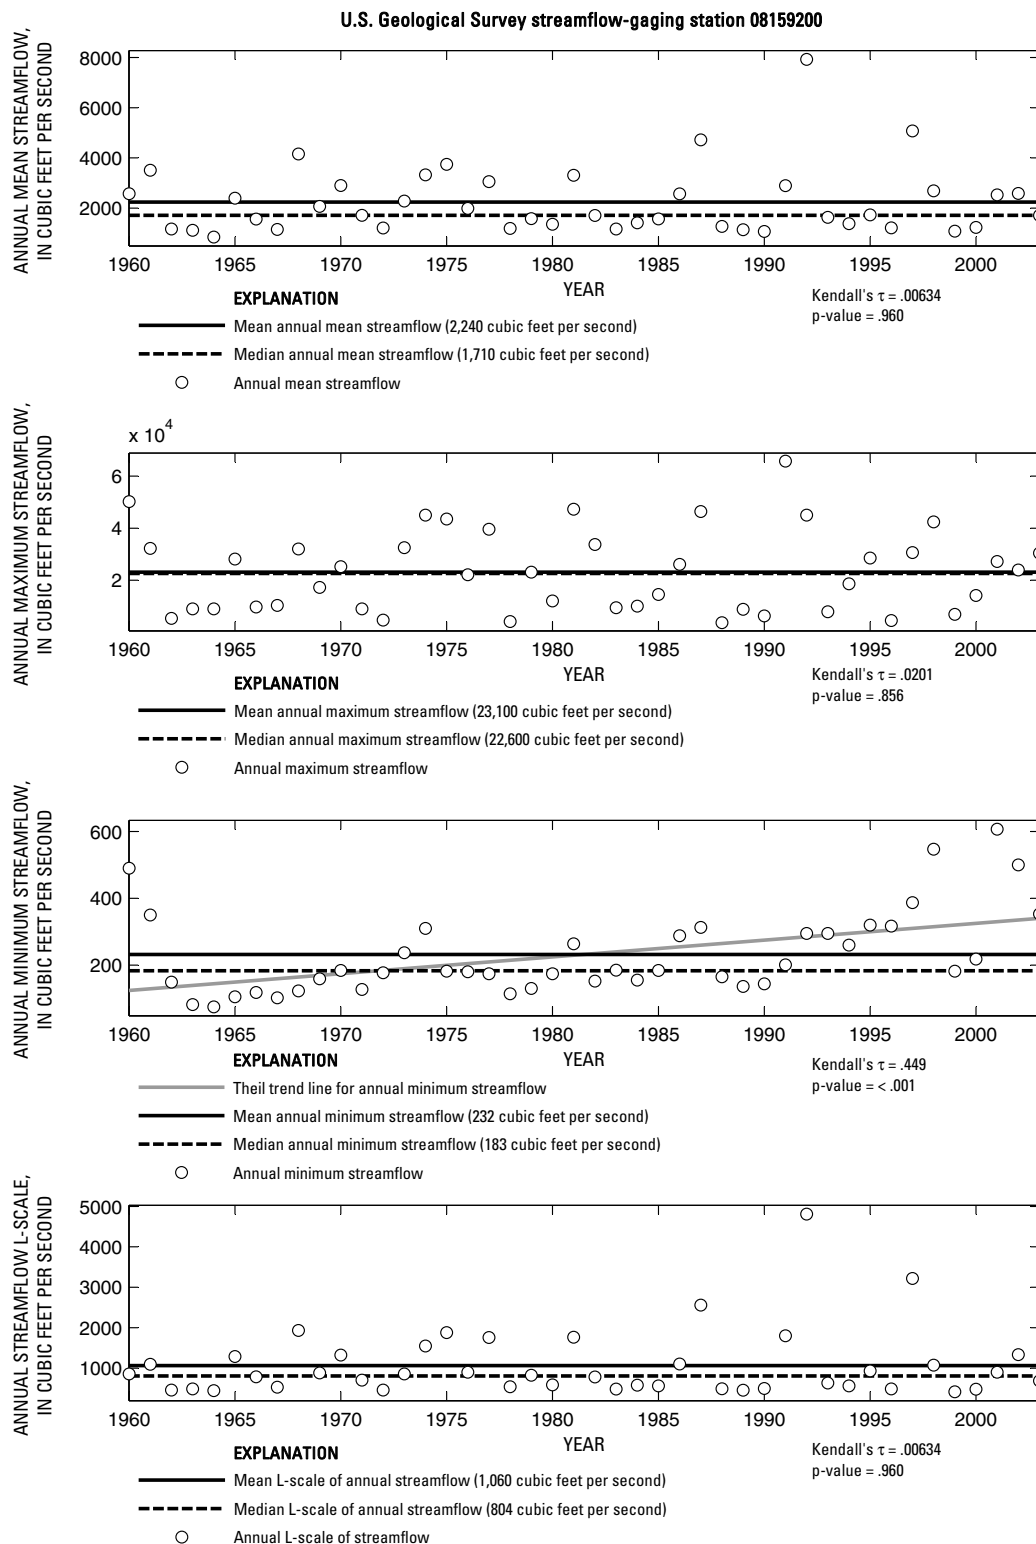 U.S. Geological Survey streamflow-gaging station 08159200
ANNUAL MEAN STREAMFLOW,
IN CUBIC FEET PER SECOND
8000
6000
4000
2000
1960 1965 1970 1975 1980 1985 1990 1995 2000
YEAR
Kendall's τ = .00634
p-value = .960
EXPLANATION
Mean annual mean streamflow (2,240 cubic feet per second)
Median annual mean streamflow (1,710 cubic feet per second)
Annual mean streamflow
ANNUAL MAXIMUM STREAMFLOW,
IN CUBIC FEET PER SECOND
x 10^4
6
4
2
1960 1965 1970 1975 1980 1985 1990 1995 2000
YEAR
Kendall's τ = .0201
p-value = .856
EXPLANATION
Mean annual maximum streamflow (23,100 cubic feet per second)
Median annual maximum streamflow (22,600 cubic feet per second)
Annual maximum streamflow
ANNUAL MINIMUM STREAMFLOW,
IN CUBIC FEET PER SECOND
600
400
200
1960 1965 1970 1975 1980 1985 1990 1995 2000
YEAR
Kendall's τ = .449
p-value = < .001
EXPLANATION
Theil trend line for annual minimum streamflow
Mean annual minimum streamflow (232 cubic feet per second)
Median annual minimum streamflow (183 cubic feet per second)
Annual minimum streamflow
ANNUAL STREAMFLOW L-SCALE,
IN CUBIC FEET PER SECOND
5000
4000
3000
2000
1000
1960 1965 1970 1975 1980 1985 1990 1995 2000
YEAR
Kendall's τ = .00634
p-value = .960
EXPLANATION
Mean L-scale of annual streamflow (1,060 cubic feet per second)
Median L-scale of annual streamflow (804 cubic feet per second)
Annual L-scale of streamflow